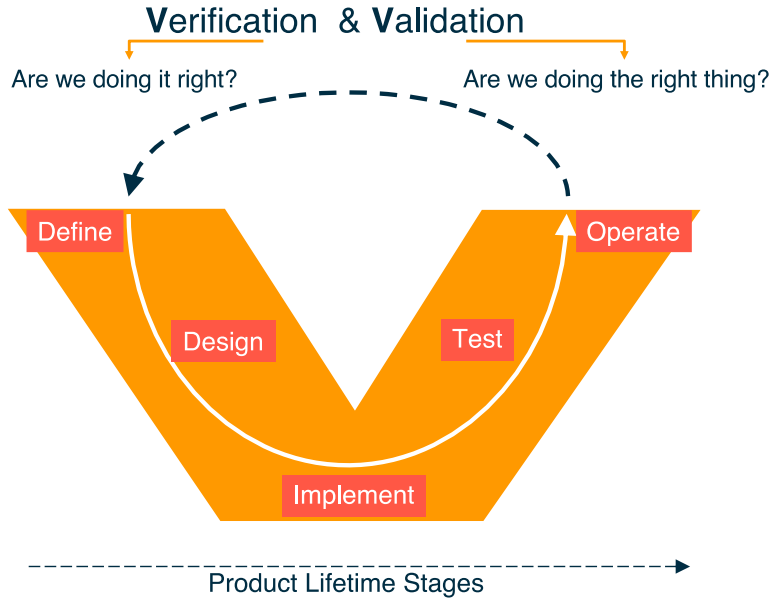 Verification & Validation
Are we doing it right?
Are we doing the right thing?
Define
Operate
Design
Test
Implement
Product Lifetime Stages